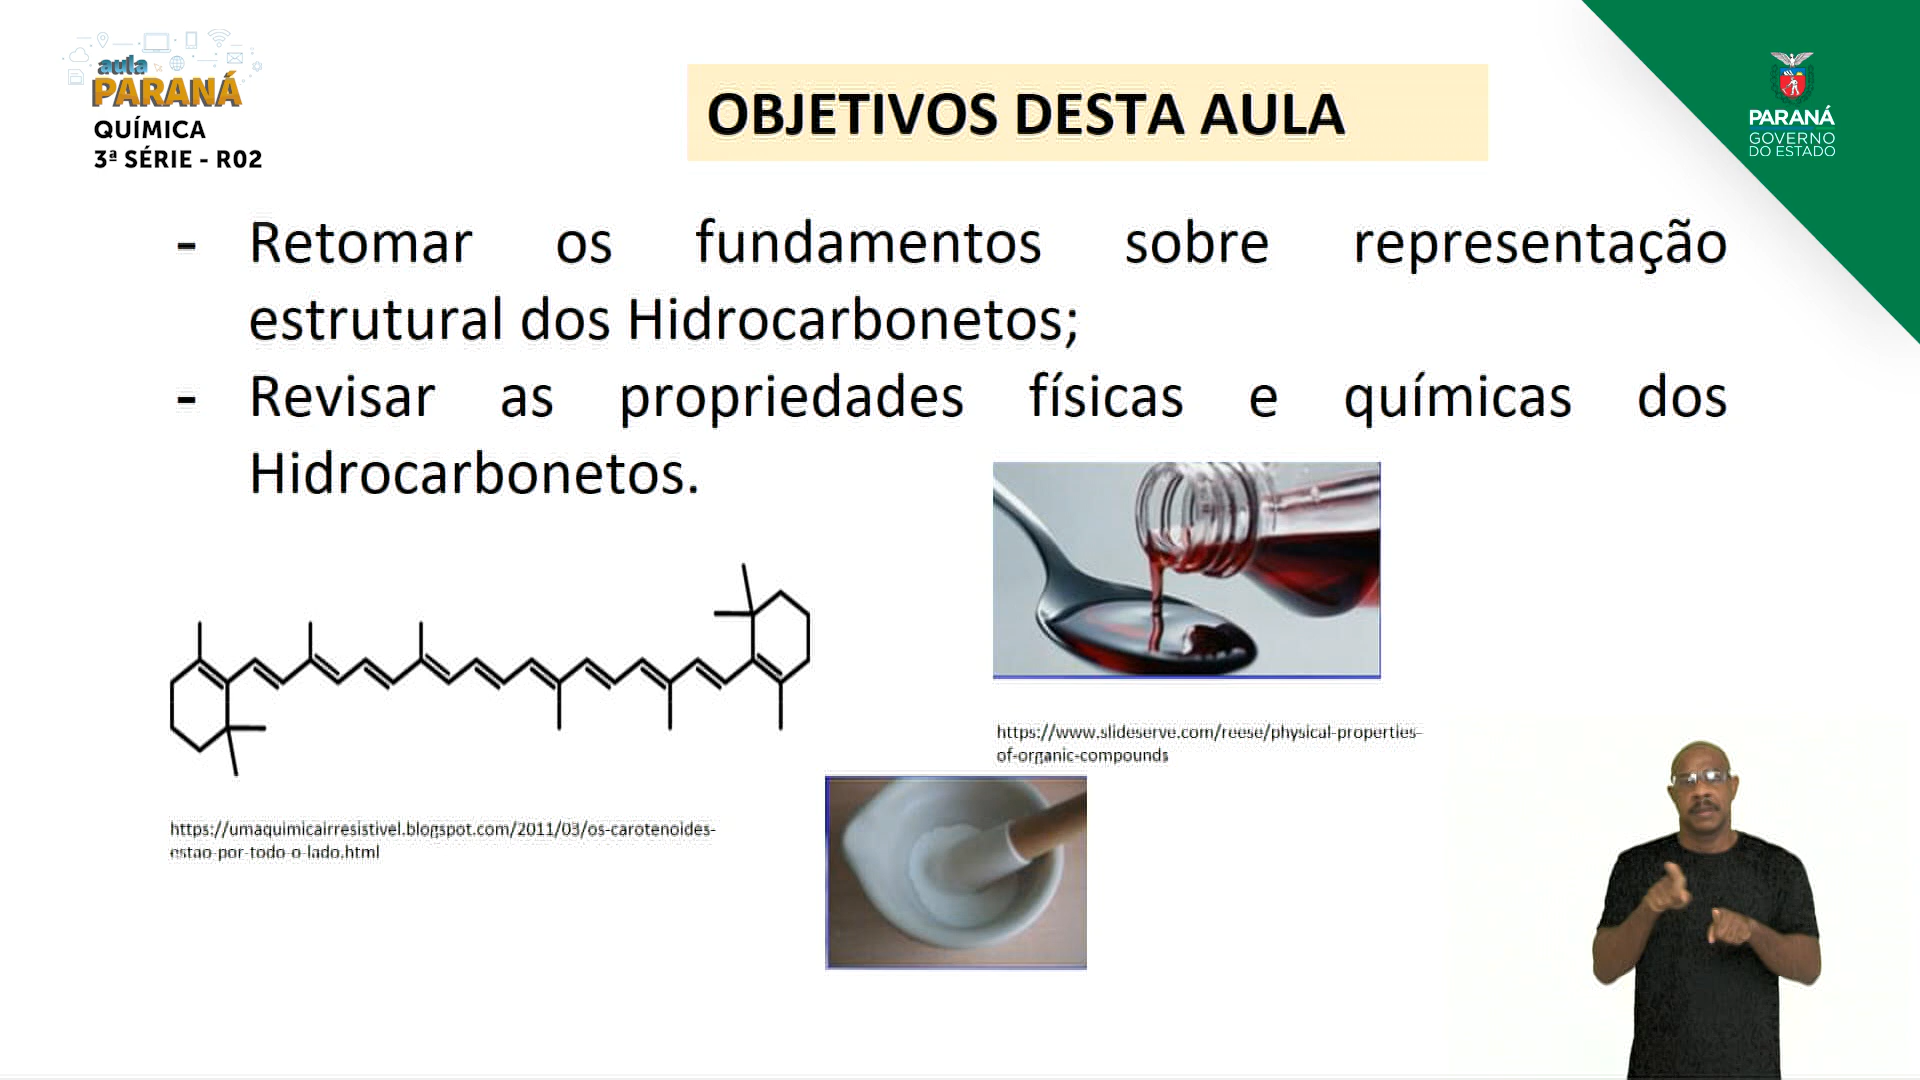 aula
PARANÁ
QUÍMICA
3ª SÉRIE - R02
OBJETIVOS DESTA AULA
PARANÁ
GOVERNO
DO ESTADO
- Retomar os fundamentos sobre representação
estrutural dos Hidrocarbonetos;
- Revisar as propriedades físicas e químicas dos
Hidrocarbonetos.
https://www.slideserve.com/reese/physical-properties-
of-organic-compounds
https://umaquimicairresistivel.blogspot.com/2011/03/os-carotenoides-
estao-por-todo-o-lado.html